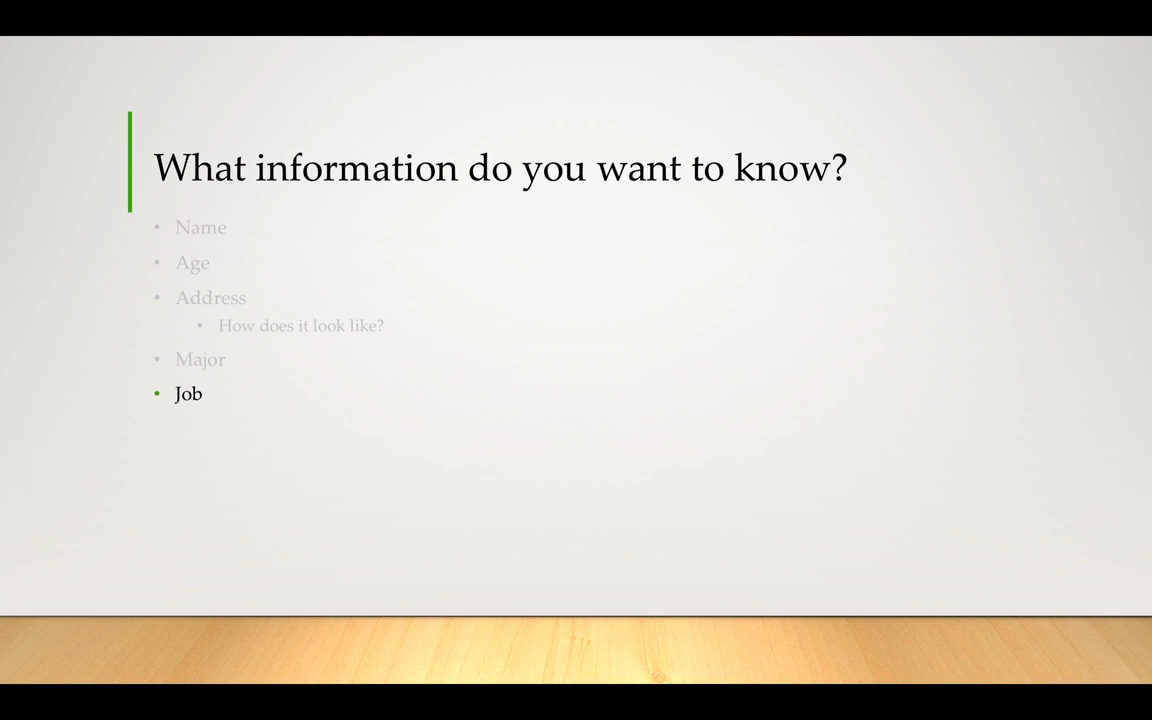 What information do you want to know?
• Name
• Age
• Address
• How does it look like?
• Major
• Job